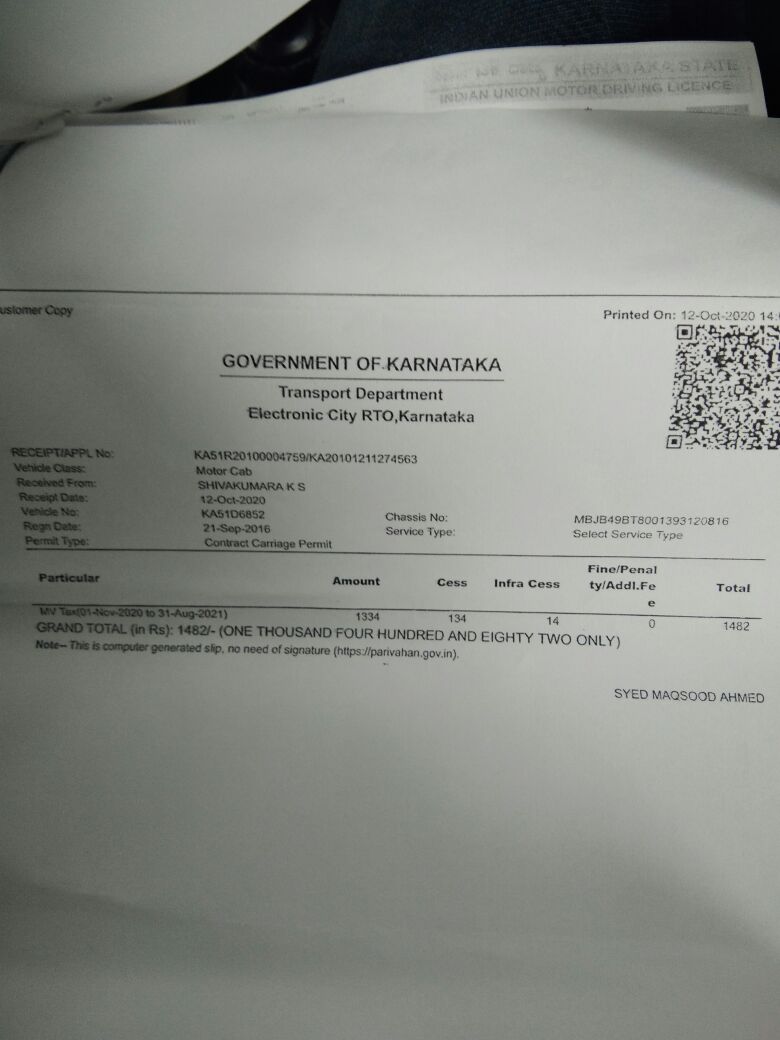 KARNATAKA STATE
INDIAN UNION MOTOR DRIVING LICENCE
ustomer Copy
Printed On: 12-Oct-2020 14:
GOVERNMENT OF KARNATAKA
Transport Department
Electronic City RTO,Karnataka
RECEIPT/APPL No: KA51R20100004759/KA20101211274563
Vehicle Class: Motor Cab
Received From: SHIVAKUMARA K S
Receipt Date: 12-Oct-2020
Vehicle No: KA51D6852 Chassis No: MBJB49BT8001393120816
Regn Date: 21-Sep-2016 Service Type: Select Service Type
Permit Type: Contract Carriage Permit
Particular Amount Cess Infra Cess Fine/Penal
ty/Addl.Fe
e Total
MV Tax(01-Nov-2020 to 31-Aug-2021) 1334 134 14 0 1482
GRAND TOTAL (in Rs): 1482/- (ONE THOUSAND FOUR HUNDRED AND EIGHTY TWO ONLY)
Note-- This is computer generated slip, no need of signature (https://parivahan.gov.in).
SYED MAQSOOD AHMED